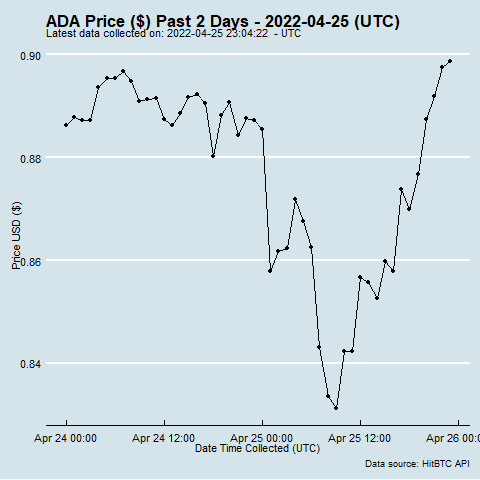 ADA Price ($) Past 2 Days - 2022-04-25 (UTC)
Latest data collected on: 2022-04-25 23:04:22 - UTC
0.90
0.88
0.86
0.84
Price USD ($)
Apr 24 00:00 Apr 24 12:00 Apr 25 00:00 Apr 25 12:00 Apr 26 00:00
Date Time Collected (UTC)
Data source: HitBTC API